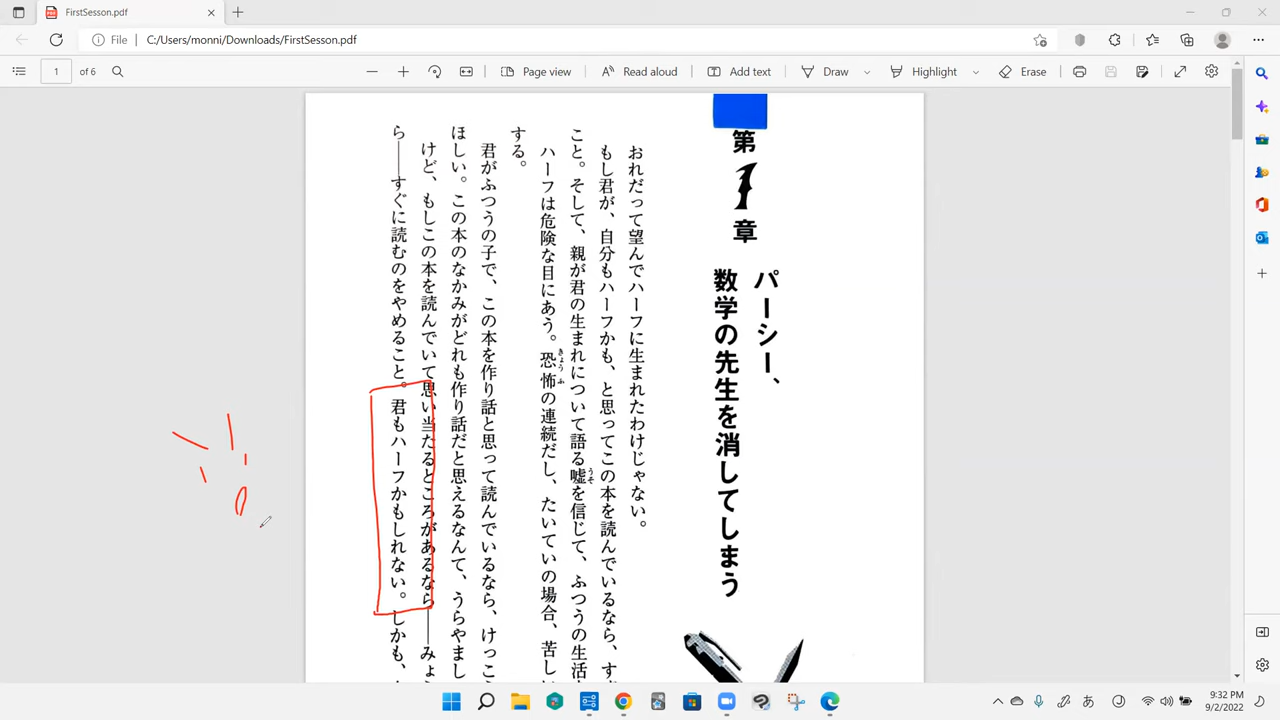 FirstSesson.pdf
File
C:/Users/monni/Downloads/FirstSesson.pdf
1 of 6
Page view
Read aloud
Add text
Draw
Highlight
Erase
第1章
パーシー、
数学の先生を消してしまう
おれだって望んでハーフに生まれたわけじゃない。
もし君が、自分もハーフかも、と思ってこの本を読んでいるなら、す
こと。そして、親が君の生まれについて語る嘘を信じて、ふつうの生活
うそ
ハーフは危険な目にあう。恐怖の連続だし、たいていの場合、苦し
きょうふ
する。
君がふつうの子で、この本を作り話と思って読んでいるなら、けっこ
ほしい。この本のなかみがどれも作り話だと思えるなんて、うらやまし
けど、もしこの本を読んでいて思い当たるところがあるなら──みょ
ら──すぐに読むのをやめること。君もハーフかもしれない。しかも、
あ
9:32 PM
9/2/2022